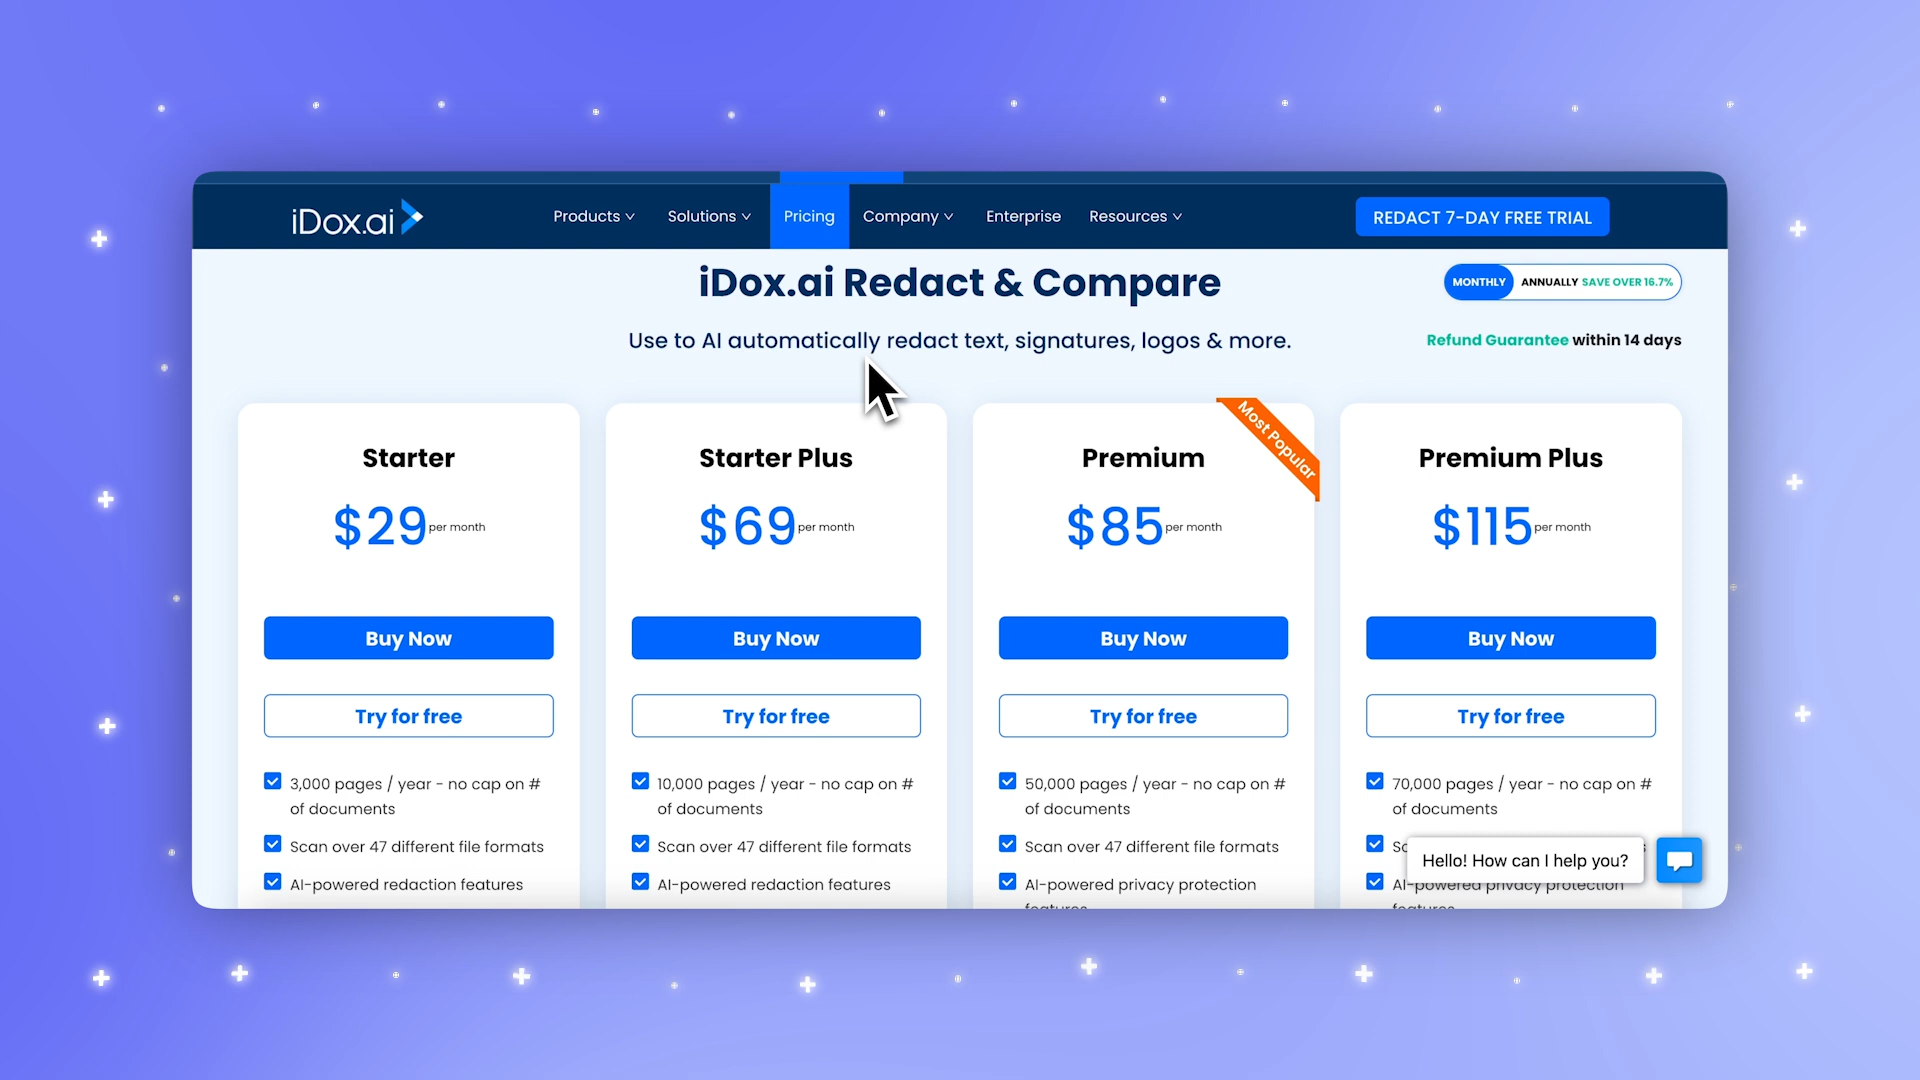 iDox.ai
Products
Solutions
Pricing
Company
Enterprise
Resources
REDACT 7-DAY FREE TRIAL
iDox.ai Redact & Compare
MONTHLY
ANNUALLY SAVE OVER 16.7%
Use to AI automatically redact text, signatures, logos & more.
Refund Guarantee within 14 days
Starter
$29 per month
Buy Now
Try for free
3,000 pages / year - no cap on #
of documents
Scan over 47 different file formats
AI-powered redaction features
Starter Plus
$69 per month
Buy Now
Try for free
10,000 pages / year - no cap on #
of documents
Scan over 47 different file formats
AI-powered redaction features
Most Popular
Premium
$85 per month
Buy Now
Try for free
50,000 pages / year - no cap on #
of documents
Scan over 47 different file formats
AI-powered privacy protection
features
Premium Plus
$115 per month
Buy Now
Try for free
70,000 pages / year - no cap on #
of documents
AI-powered privacy protection
features
Hello! How can I help you?